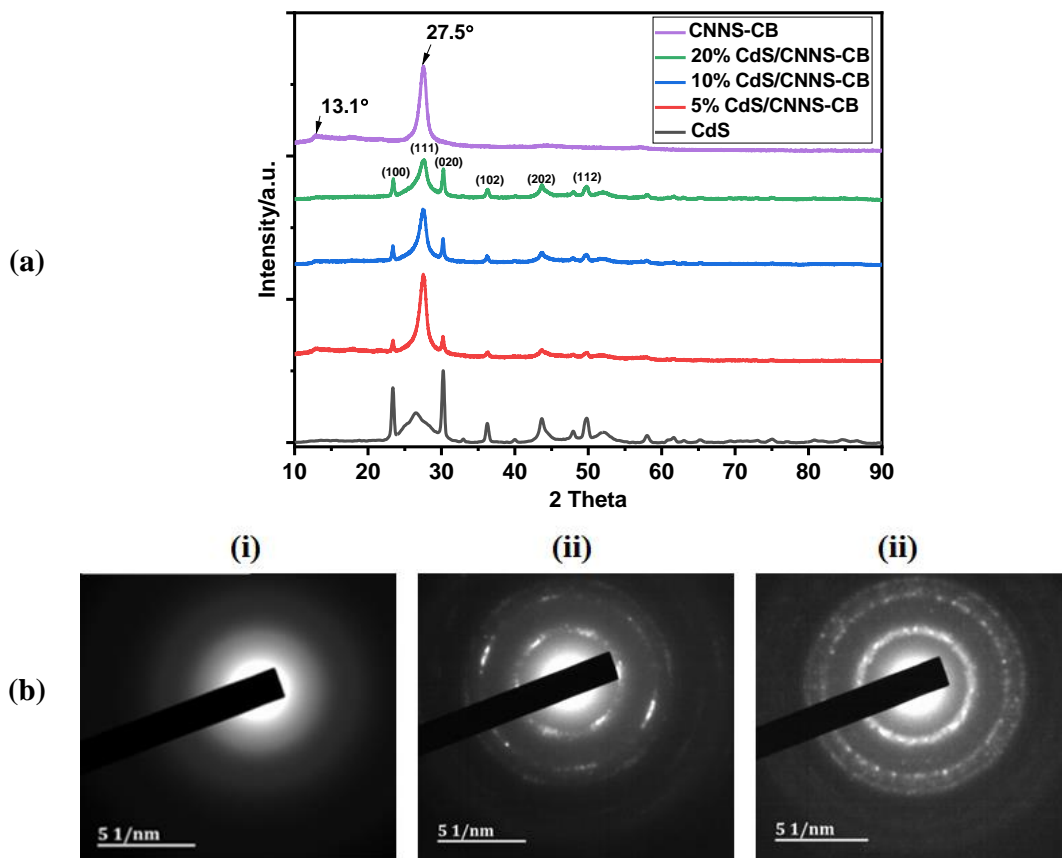 (a)
Intensity/a.u.
27.5°
13.1°
CNNS-CB
20% CdS/CNNS-CB
10% CdS/CNNS-CB
5% CdS/CNNS-CB
CdS
(100)
(111)
(020)
(102)
(202)
(112)
10 20 30 40 50 60 70 80 90
2 Theta
(b)
(i) (ii) (ii)
5 1/nm 5 1/nm 5 1/nm